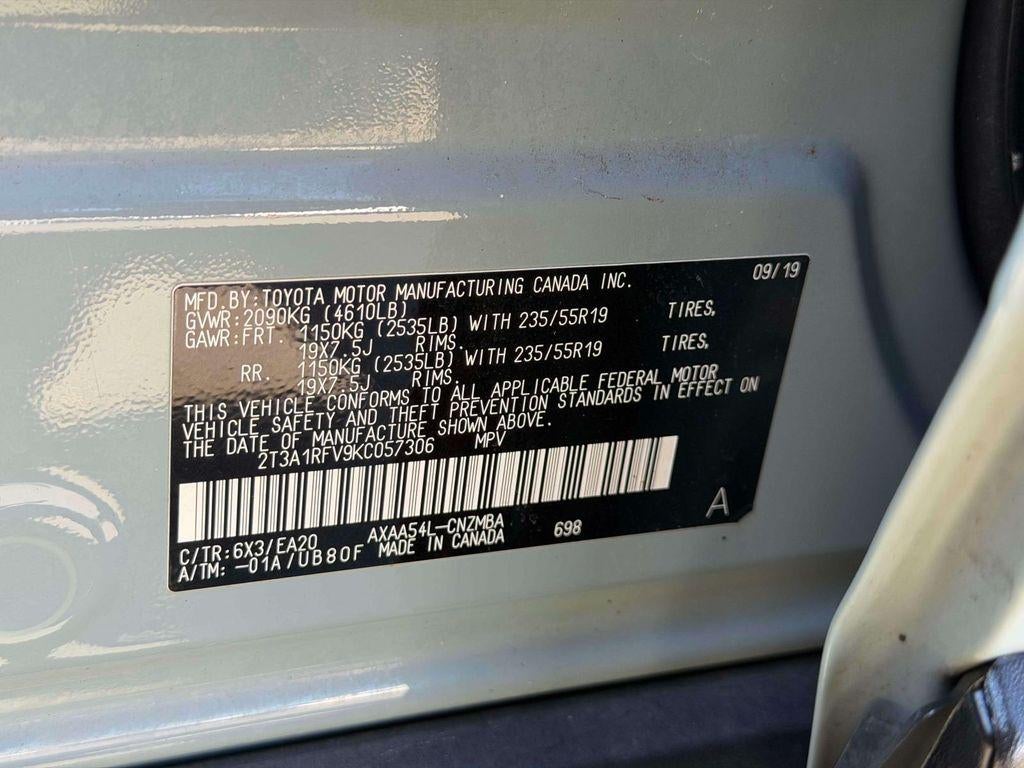 09/19
MFD.BY:TOYOTA MOTOR MANUFACTURING CANADA INC.
GVWR:2090KG (4610LB)
GAWR:FRT. 1150KG (2535LB) WITH 235/55R19 TIRES,
19X7.5J RIMS.
RR. 1150KG (2535LB) WITH 235/55R19 TIRES,
19X7.5J RIMS.
THIS VEHICLE CONFORMS TO ALL APPLICABLE FEDERAL MOTOR
VEHICLE SAFETY AND THEFT PREVENTION STANDARDS IN EFFECT ON
THE DATE OF MANUFACTURE SHOWN ABOVE.
2T3A1RFV9KC057306 MPV
C/TR:6X3/EA20 AXAA54L-CNZMBA 698 A
A/TM:-01A/UB80F MADE IN CANADA